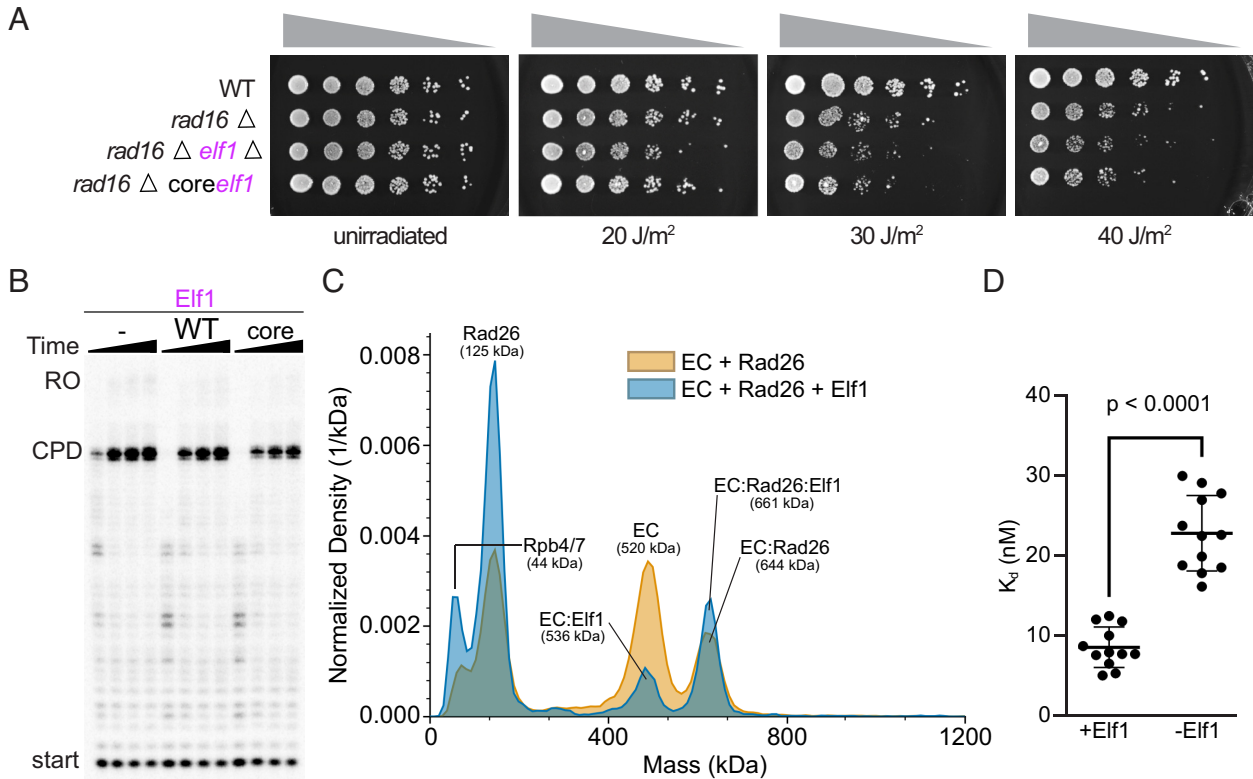 A
WT
rad16 △
rad16 △ elf1 △
rad16 △ coreelf1
unirradiated
20 J/m²
30 J/m²
40 J/m²
B
Elf1
- WT core
Time
RO
CPD
start
C
Normalized Density (1/kDa)
0.008
0.006
0.004
0.002
0.000
0
400
800
1200
Mass (kDa)
Rad26
(125 kDa)
EC + Rad26
EC + Rad26 + Elf1
Rpb4/7
(44 kDa)
EC
(520 kDa)
EC:Elf1
(536 kDa)
EC:Rad26:Elf1
(661 kDa)
EC:Rad26
(644 kDa)
D
p < 0.0001
Kd (nM)
40
30
20
10
0
+Elf1
-Elf1